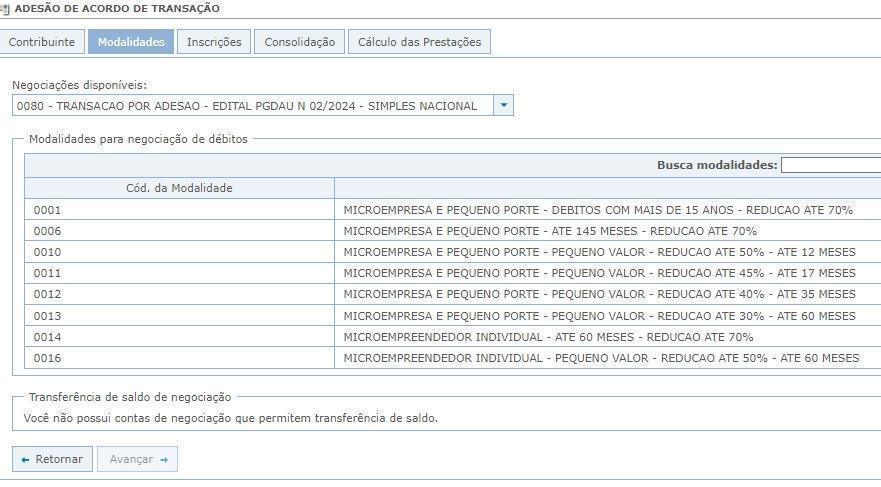 ADESÃO DE ACORDO DE TRANSAÇÃO
Contribuinte Modalidades Inscrições Consolidação Cálculo das Prestações
Negociações disponíveis:
0080 - TRANSACAO POR ADESAO - EDITAL PGDAU N 02/2024 - SIMPLES NACIONAL
Modalidades para negociação de débitos
Busca modalidades:
Cód. da Modalidade
0001 MICROEMPRESA E PEQUENO PORTE - DEBITOS COM MAIS DE 15 ANOS - REDUCAO ATE 70%
0006 MICROEMPRESA E PEQUENO PORTE - ATE 145 MESES - REDUCAO ATE 70%
0010 MICROEMPRESA E PEQUENO PORTE - PEQUENO VALOR - REDUCAO ATE 50% - ATE 12 MESES
0011 MICROEMPRESA E PEQUENO PORTE - PEQUENO VALOR - REDUCAO ATE 45% - ATE 17 MESES
0012 MICROEMPRESA E PEQUENO PORTE - PEQUENO VALOR - REDUCAO ATE 40% - ATE 35 MESES
0013 MICROEMPRESA E PEQUENO PORTE - PEQUENO VALOR - REDUCAO ATE 30% - ATE 60 MESES
0014 MICROEMPREENDEDOR INDIVIDUAL - ATE 60 MESES - REDUCAO ATE 70%
0016 MICROEMPREENDEDOR INDIVIDUAL - PEQUENO VALOR - REDUCAO ATE 50% - ATE 60 MESES
Transferência de saldo de negociação
Você não possui contas de negociação que permitem transferência de saldo.
← Retornar Avançar →